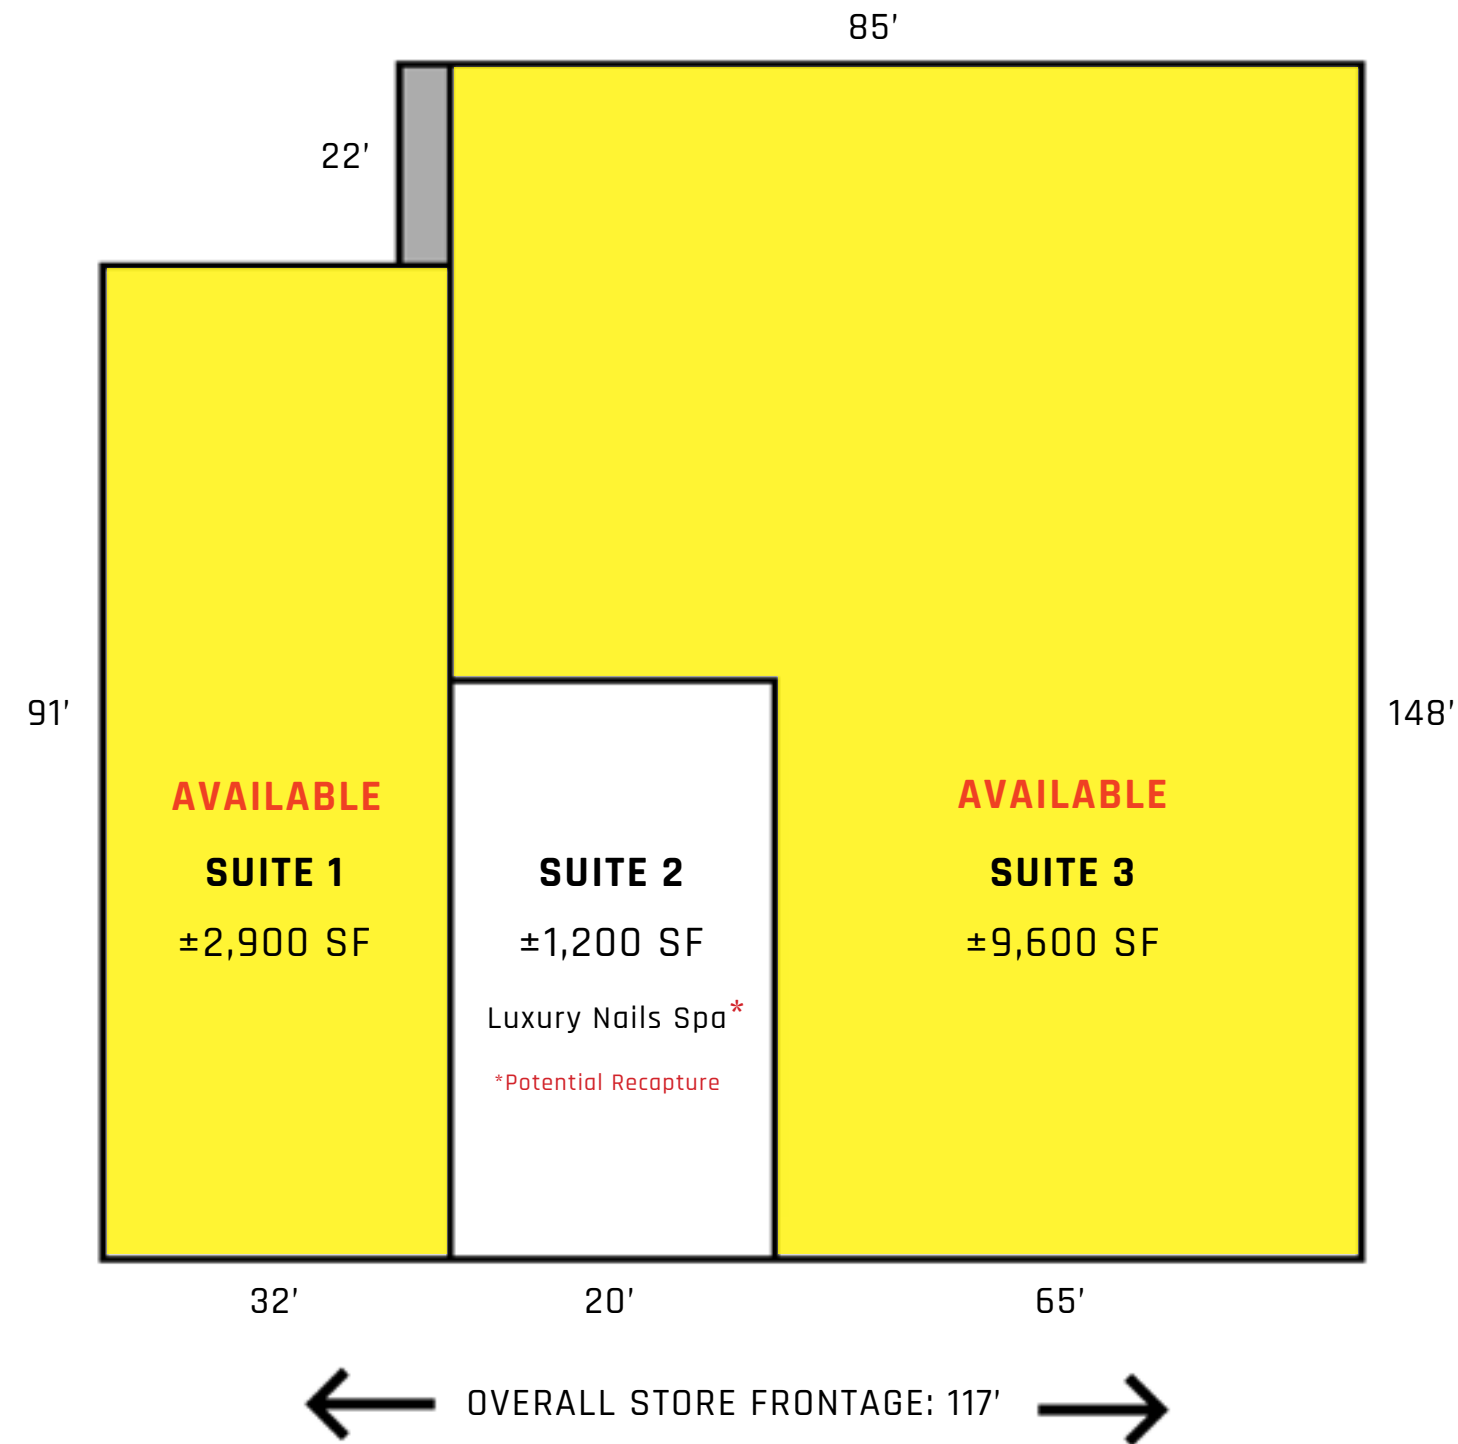 85'
22'
91'
148'
AVAILABLE
SUITE 1
±2,900 SF
SUITE 2
±1,200 SF
Luxury Nails Spa*
*Potential Recapture
AVAILABLE
SUITE 3
±9,600 SF
32'
20'
65'
OVERALL STORE FRONTAGE: 117'